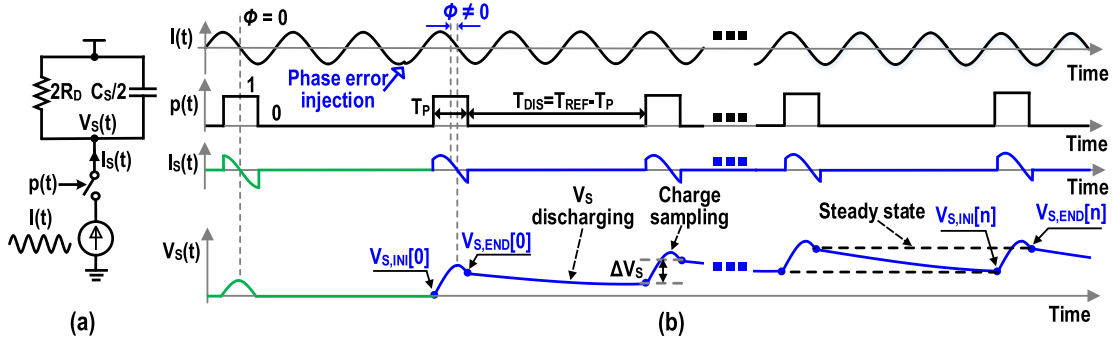 Φ = 0
Φ ≠ 0
I(t)
Time
Phase error
injection
2R_D C_S/2
V_S(t)
I_S(t)
p(t)
I(t)
(a)
p(t)
1
0
T_P
T_DIS=T_REF-T_P
Time
I_S(t)
Time
V_S(t)
V_S
discharging
Charge
sampling
Steady state
V_S,INI[0]
V_S,END[0]
ΔV_S
V_S,INI[n]
V_S,END[n]
Time
(b)